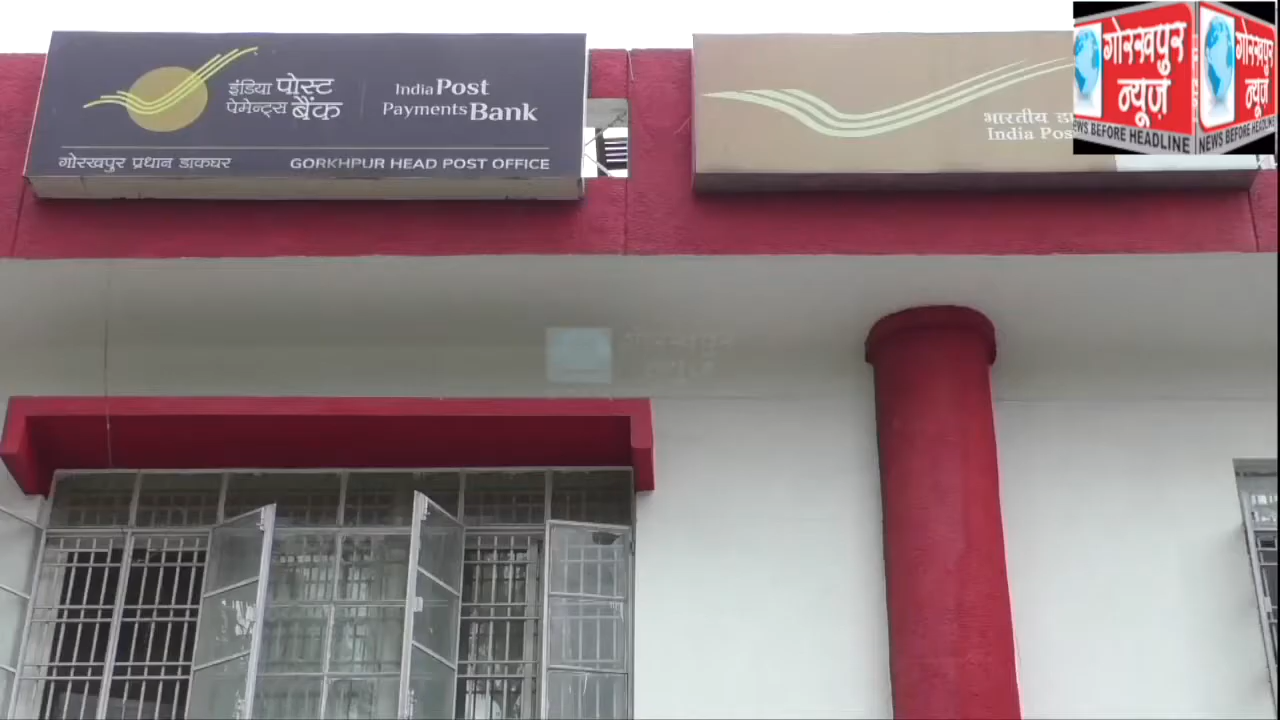 इंडिया पोस्ट
पेमेन्ट्स बैंक
India Post
Payments Bank
गोरखपुर प्रधान डाकघर
GORKHPUR HEAD POST OFFICE
भारतीय
India
गोरखपुर
न्यूज़
NEWS BEFORE HEADLINE
गोरखपुर
न्यूज़
NEWS BEFORE HEADLINE
गोरखपुर
न्यूज़